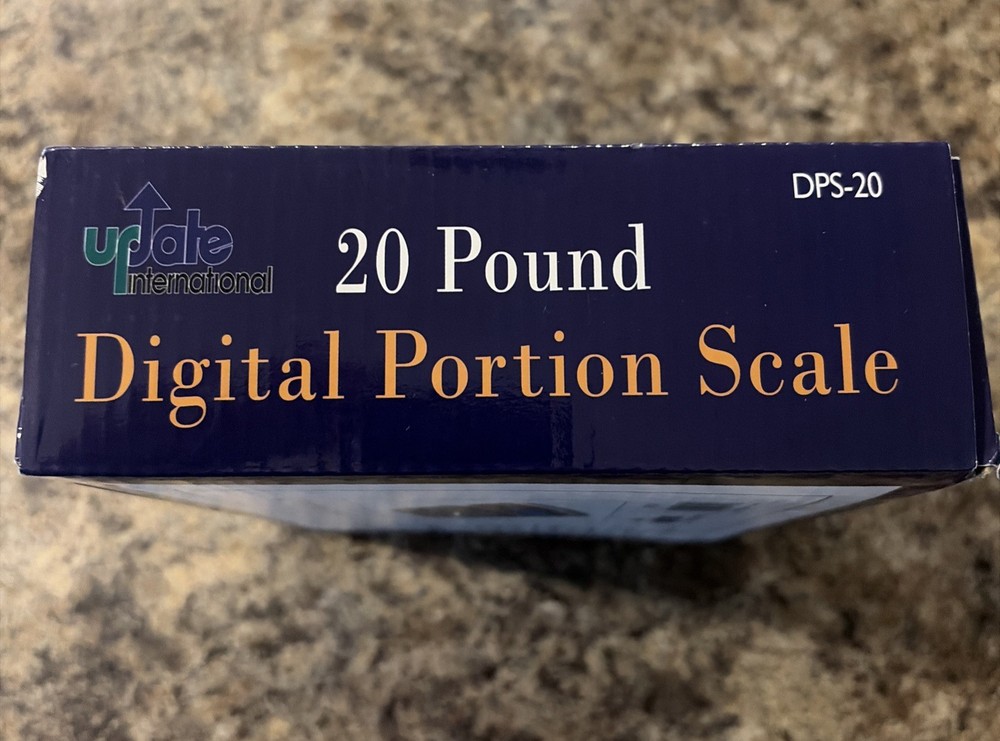 DPS-20
update
international
20 Pound
Digital Portion Scale